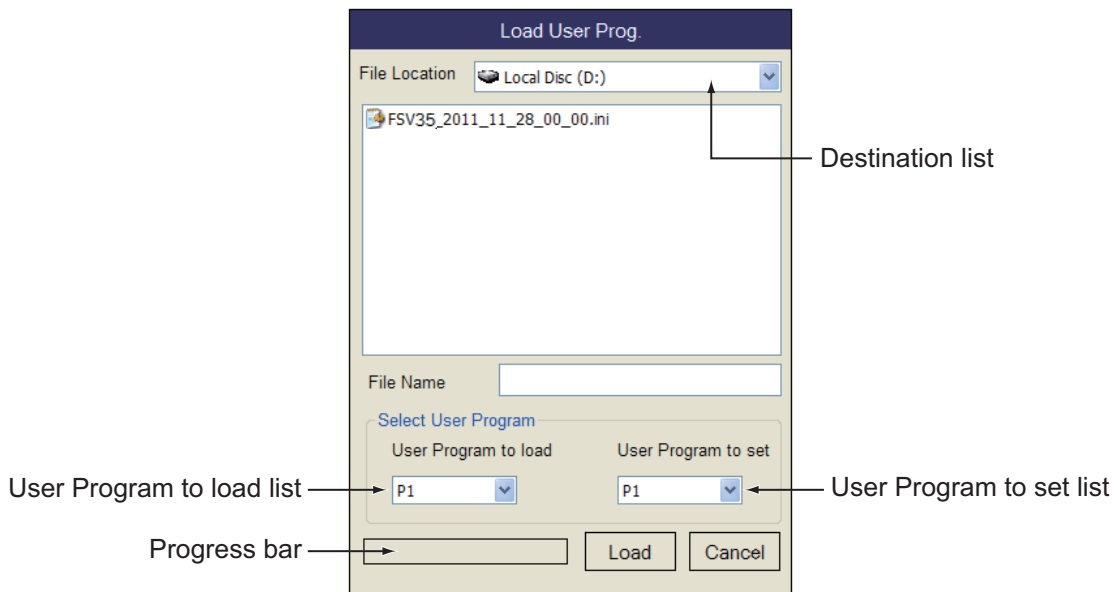 Load User Prog.
File Location
Local Disc (D:)
FSV35_2011_11_28_00_00.ini
Destination list
File Name
Select User Program
User Program to load
User Program to set
User Program to load list
P1
P1
User Program to set list
Progress bar
Load
Cancel